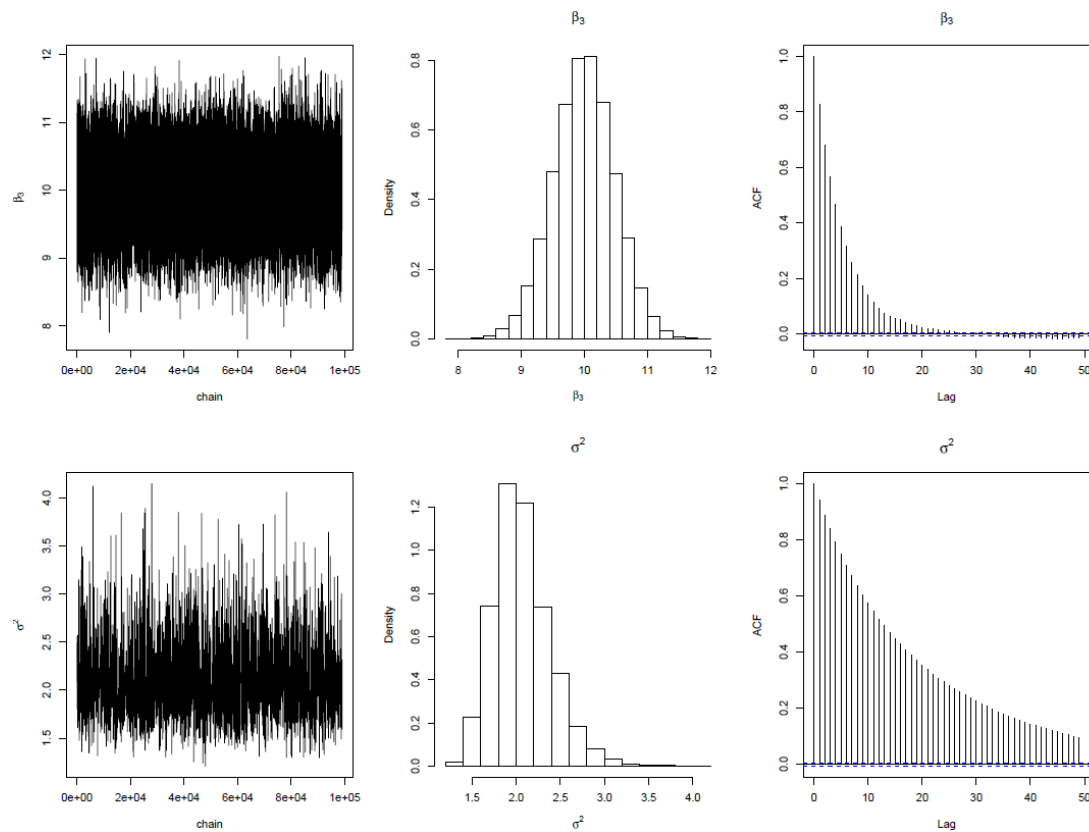 β3
β3
12
11
10
9
8
β3
0e+00 2e+04 4e+04 6e+04 8e+04 1e+05
chain
0.8
0.6
0.4
0.2
0.0
Density
8 9 10 11 12
β3
1.0
0.8
0.6
0.4
0.2
0.0
ACF
0 10 20 30 40 50
Lag
σ2
σ2
4.0
3.5
3.0
2.5
2.0
1.5
σ2
0e+00 2e+04 4e+04 6e+04 8e+04 1e+05
chain
1.2
1.0
0.8
0.6
0.4
0.2
0.0
Density
1.5 2.0 2.5 3.0 3.5 4.0
σ2
1.0
0.8
0.6
0.4
0.2
0.0
ACF
0 10 20 30 40 50
Lag